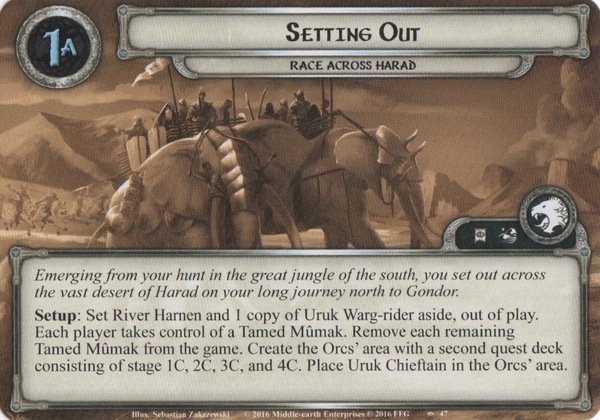 1A
SETTING OUT
RACE ACROSS HARAD
Emerging from your hunt in the great jungle of the south, you set out across
the vast desert of Harad on your long journey north to Gondor.
Setup: Set River Harnen and 1 copy of Uruk Warg-rider aside, out of play.
Each player takes control of a Tamed Mûmak. Remove each remaining
Tamed Mûmak from the game. Create the Orcs' area with a second quest deck
consisting of stage 1C, 2C, 3C, and 4C. Place Uruk Chieftain in the Orcs' area.
Illus. Sebastian Zakrzewski © 2016 Middle-earth Enterprises © 2016 FFG 47